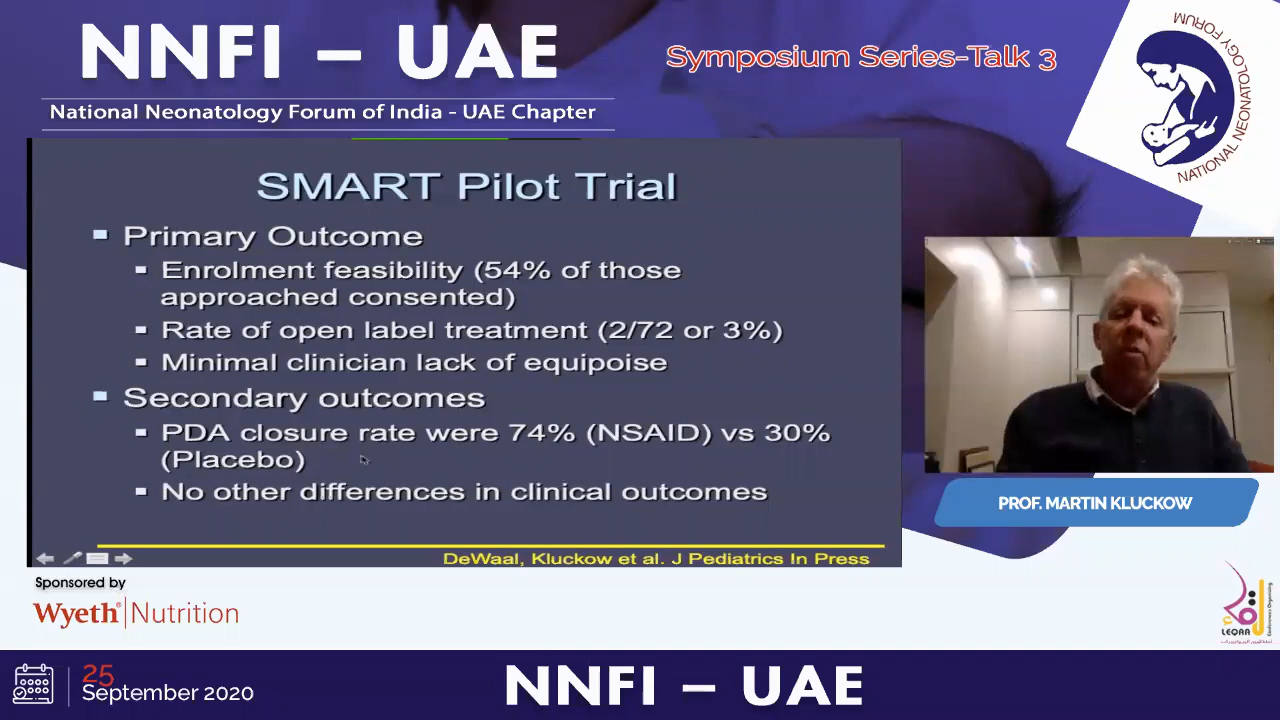 NNFI – UAE
National Neonatology Forum of India - UAE Chapter
Symposium Series-Talk 3
NATIONAL NEONATOLOGY FORUM
SMART Pilot Trial
Primary Outcome
Enrolment feasibility (54% of those
approached consented)
Rate of open label treatment (2/72 or 3%)
Minimal clinician lack of equipoise
Secondary outcomes
PDA closure rate were 74% (NSAID) vs 30%
(Placebo)
No other differences in clinical outcomes
DeWaal, Kluckow et al. J Pediatrics In Press
PROF. MARTIN KLUCKOW
Sponsored by
Wyeth® Nutrition
LEQAA
25
September 2020
NNFI – UAE